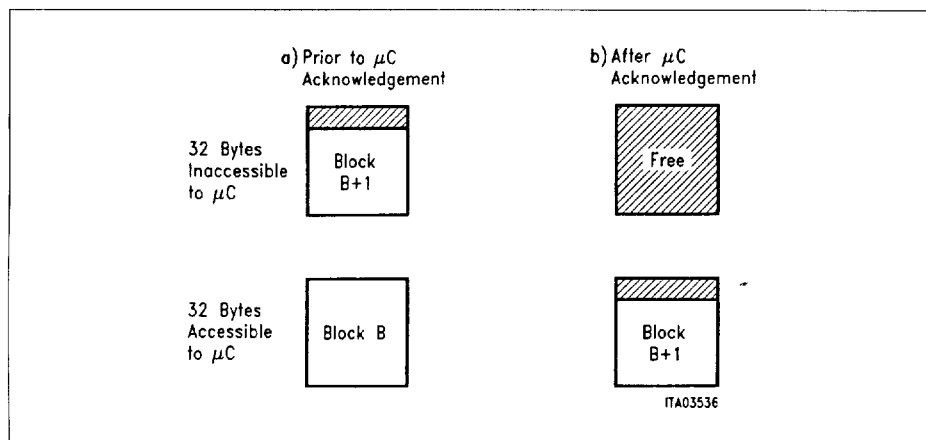 a) Prior to μC
Acknowledgement
b) After μC
Acknowledgement
32 Bytes
Inaccessible
to μC
Block
B+1
Free
32 Bytes
Accessible
to μC
Block B
Block
B+1
ITA03536